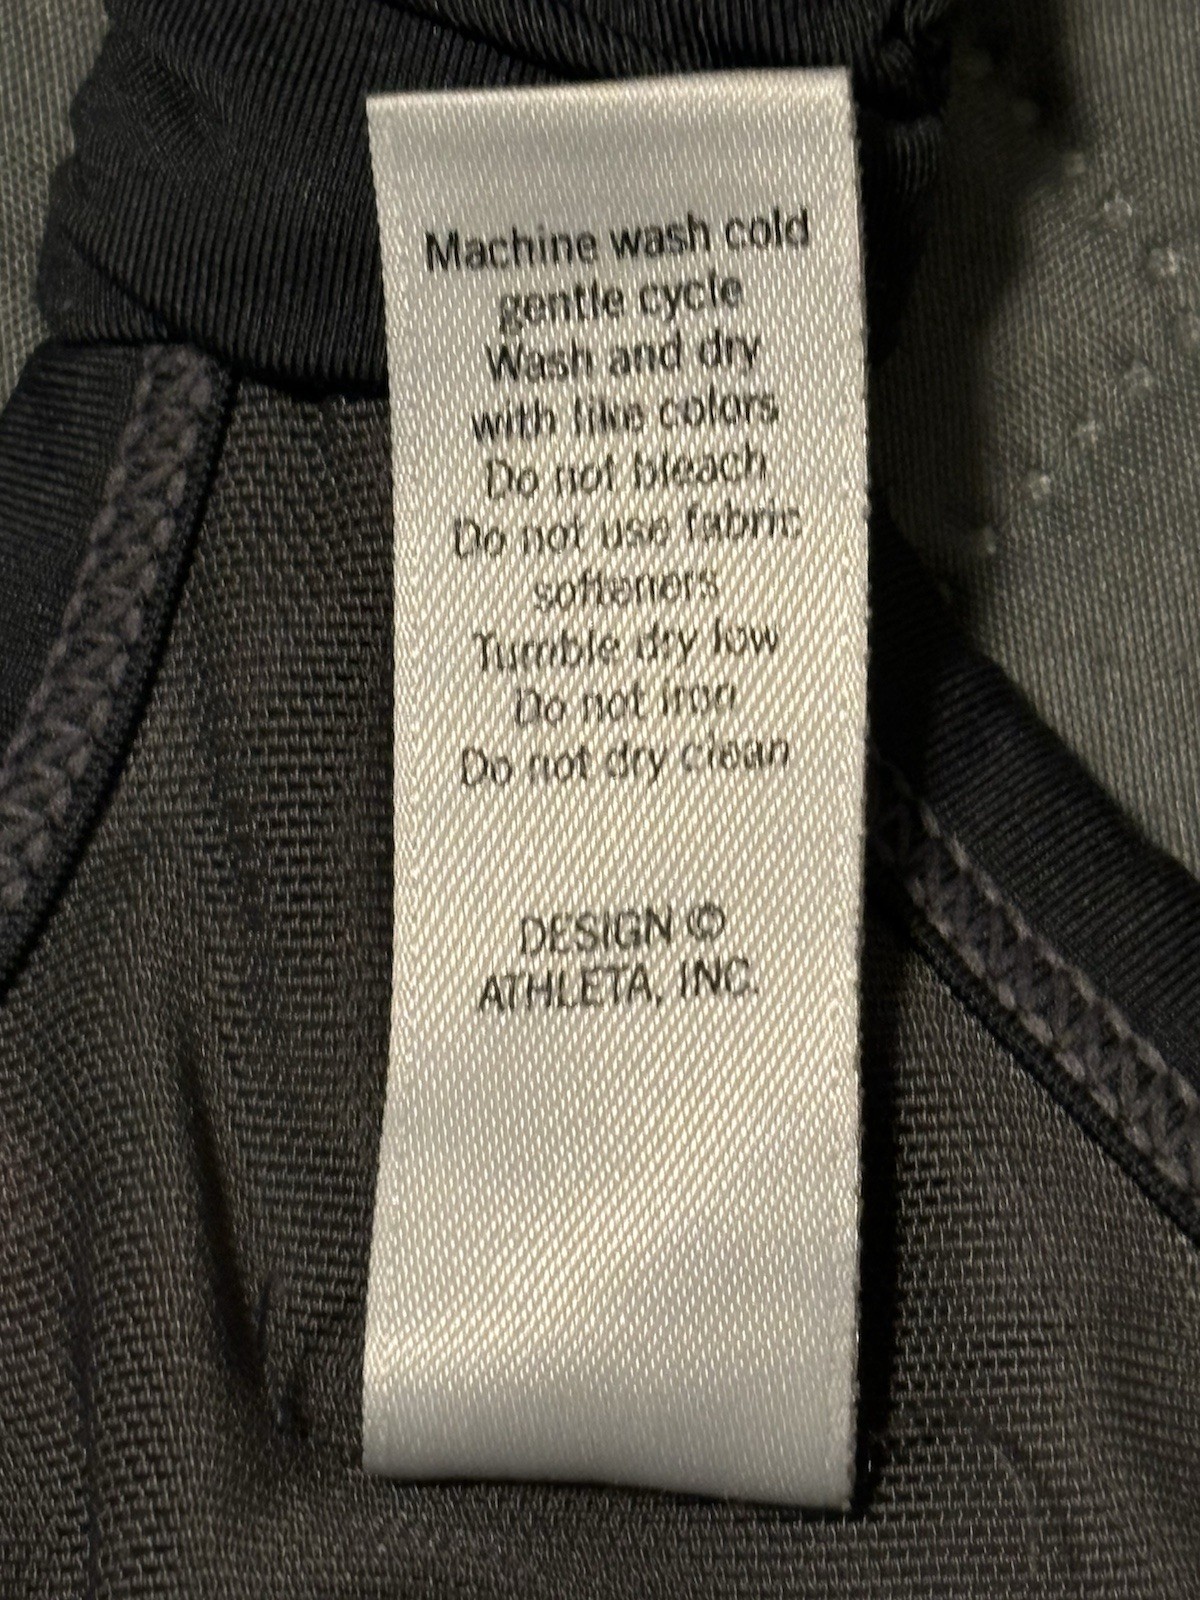 Machine wash cold
gentle cycle
Wash and dry
with like colors
Do not bleach
Do not use fabric
softeners
Tumble dry low
Do not iron
Do not dry clean
DESIGN ©
ATHLETA, INC.